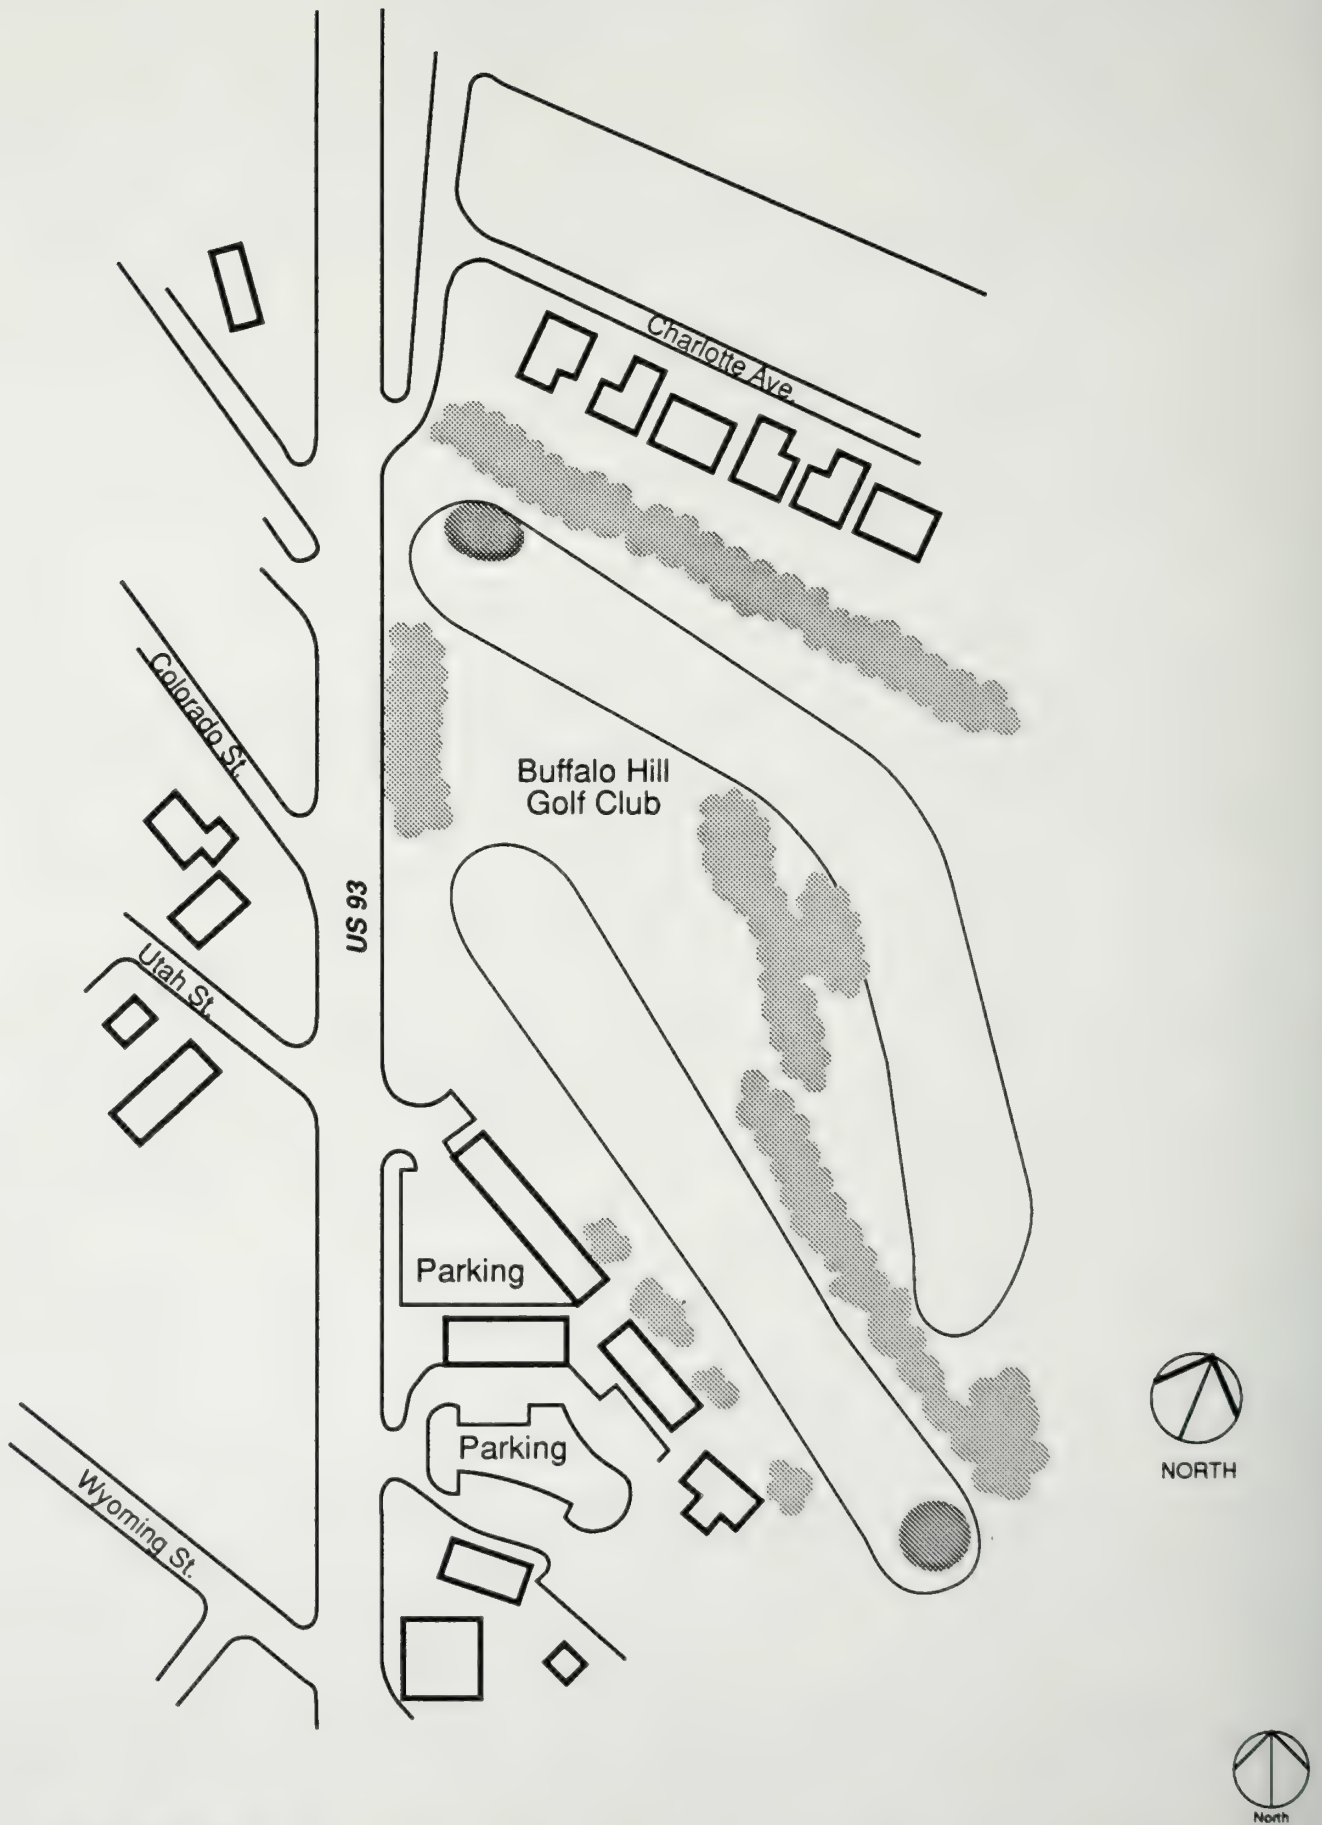 Charlotte Ave.
Colorado St.
Buffalo Hill
Golf Club
US 93
Utah St.
Parking
Parking
NORTH
Wyoming St.
North